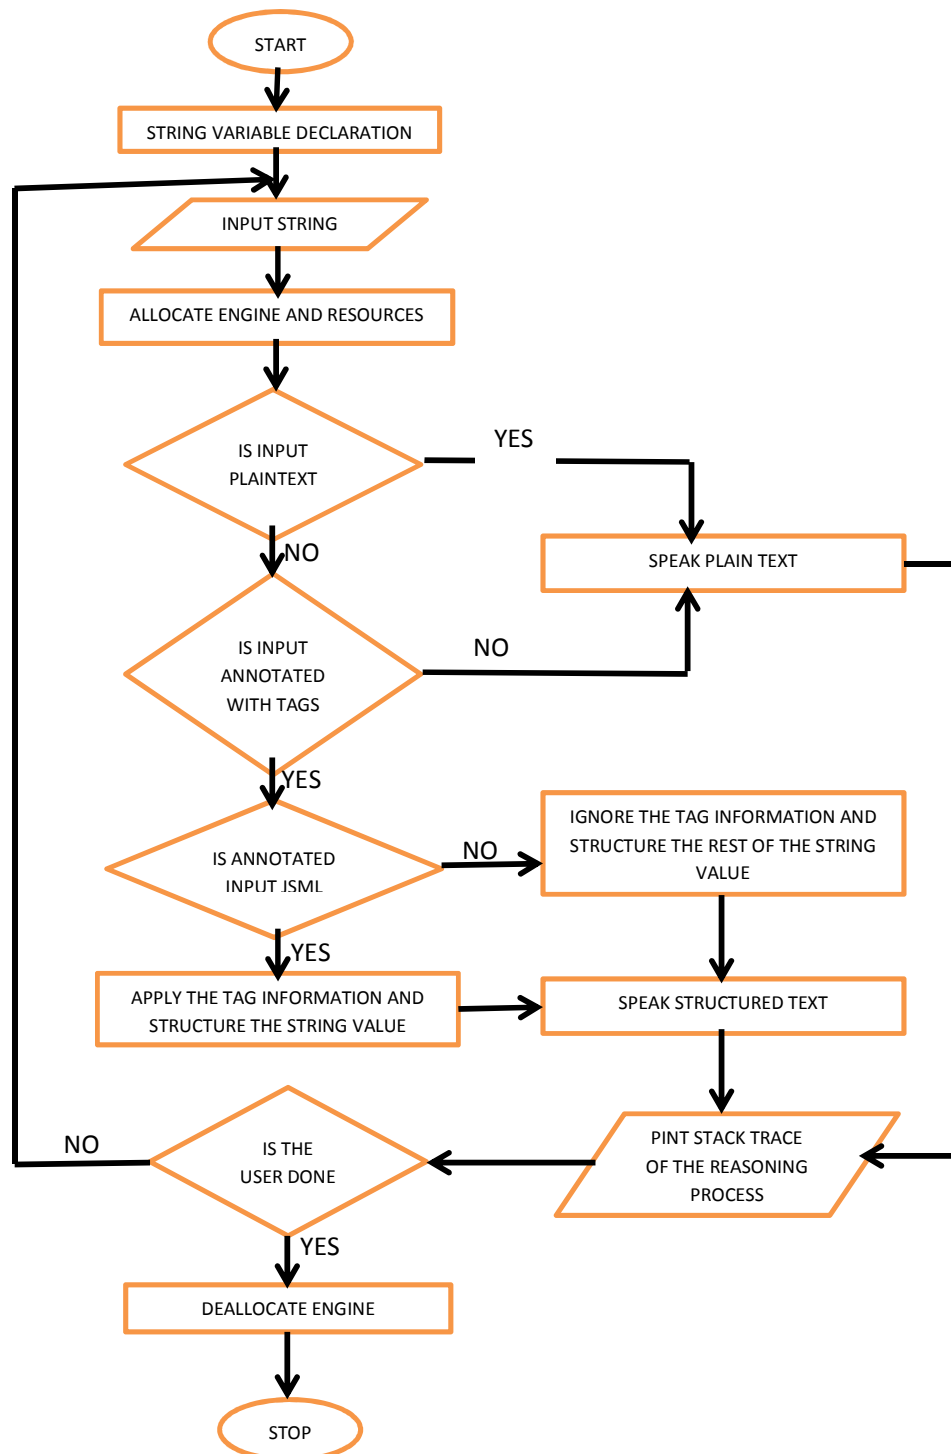 START
STRING VARIABLE DECLARATION
INPUT STRING
ALLOCATE ENGINE AND RESOURCES
IS INPUT
PLAINTEXT
YES
NO
SPEAK PLAIN TEXT
IS INPUT
ANNOTATED
WITH TAGS
NO
YES
IS ANNOTATED
INPUT JSML
NO
IGNORE THE TAG INFORMATION AND
STRUCTURE THE REST OF THE STRING
VALUE
YES
APPLY THE TAG INFORMATION AND
STRUCTURE THE STRING VALUE
SPEAK STRUCTURED TEXT
PINT STACK TRACE
OF THE REASONING
PROCESS
IS THE
USER DONE
NO
YES
DEALLOCATE ENGINE
STOP